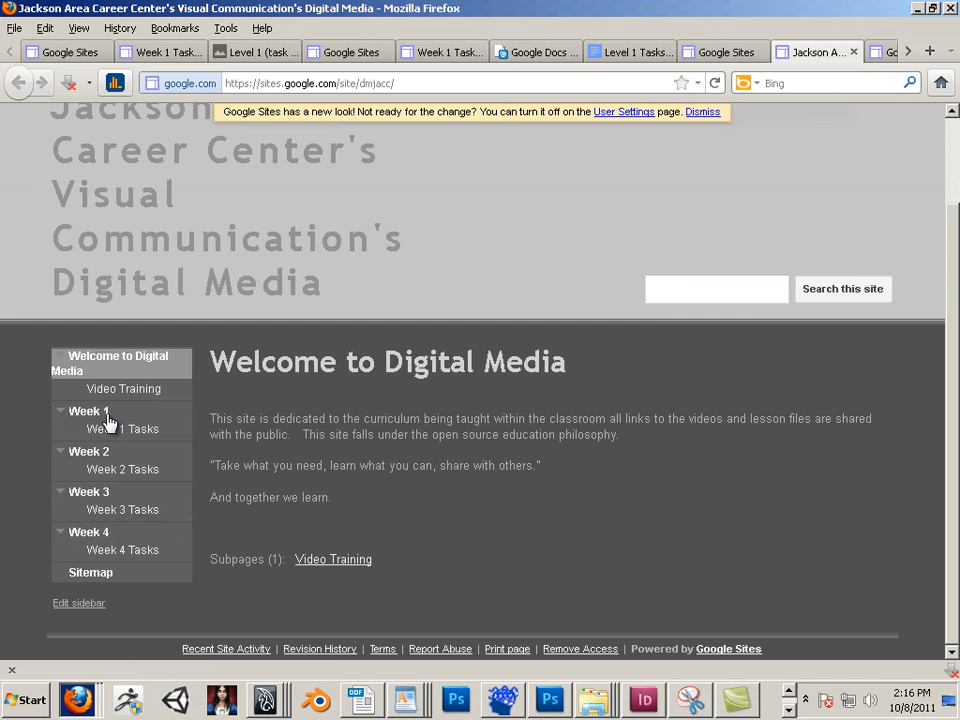 Jackson Area Career Center's Visual Communication's Digital Media - Mozilla Firefox
File Edit View History Bookmarks Tools Help
Google Sites
Week 1 Task...
Level 1 (task ...
Google Sites
Week 1 Task...
Google Docs ...
Level 1 Tasks...
Google Sites
Jackson A...
Go
google.com https://sites.google.com/site/dmjacc/
Bing
Google Sites has a new look! Not ready for the change? You can turn it off on the User Settings page. Dismiss
Jackson
Career Center's
Visual
Communication's
Digital Media
Search this site
Welcome to Digital
Media
Video Training
Week 1
Week 1 Tasks
Week 2
Week 2 Tasks
Week 3
Week 3 Tasks
Week 4
Week 4 Tasks
Sitemap
Edit sidebar
Welcome to Digital Media
This site is dedicated to the curriculum being taught within the classroom all links to the videos and lesson files are shared
with the public. This site falls under the open source education philosophy.
"Take what you need, learn what you can, share with others."
And together we learn.
Subpages (1): Video Training
Recent Site Activity | Revision History | Terms | Report Abuse | Print page | Remove Access | Powered by Google Sites
Start
ODF
A
Ps
Ps
ID
2:16 PM
10/8/2011